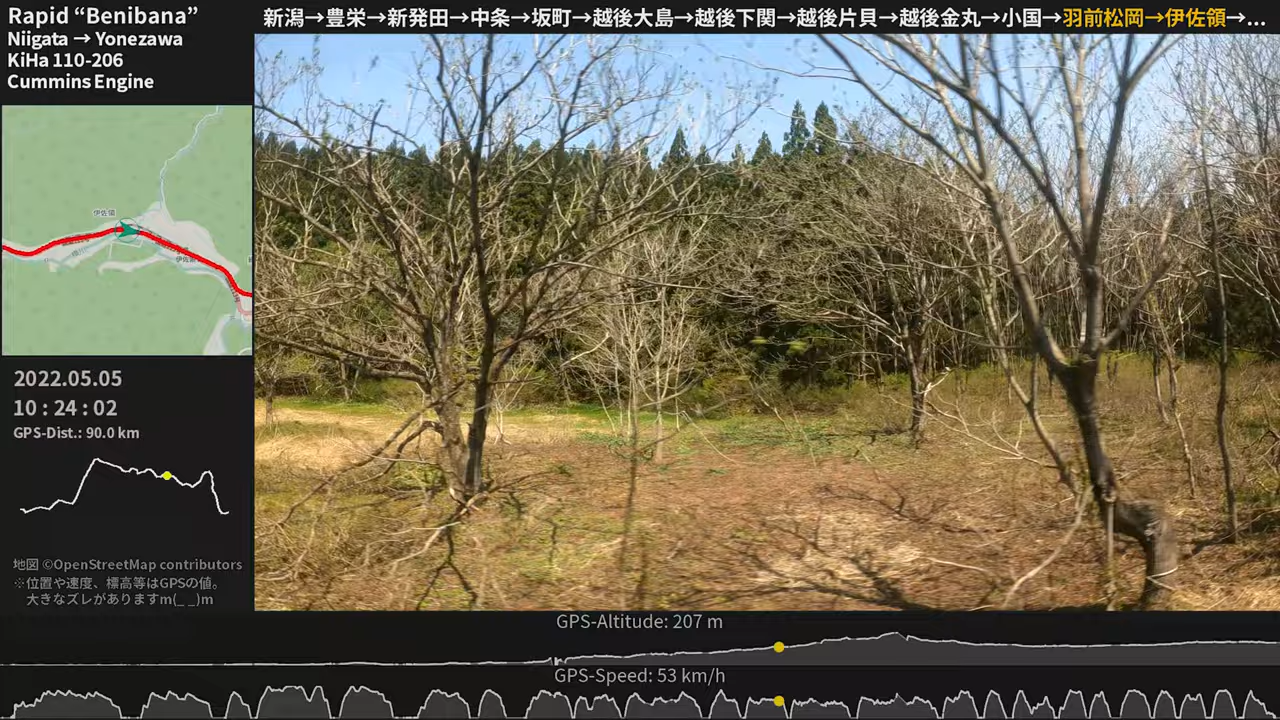 Rapid “Benibana”
Niigata → Yonezawa
KiHa 110-206
Cummins Engine
新潟→豊栄→新発田→中条→坂町→越後大島→越後下関→越後片貝→越後金丸→小国→羽前松岡→伊佐領→...
伊佐領
2022.05.05
10 : 24 : 02
GPS-Dist.: 90.0 km
地図 ©OpenStreetMap contributors
※位置や速度、標高等はGPSの値。
大きなズレがありますm(_ _)m
GPS-Altitude: 207 m
GPS-Speed: 53 km/h